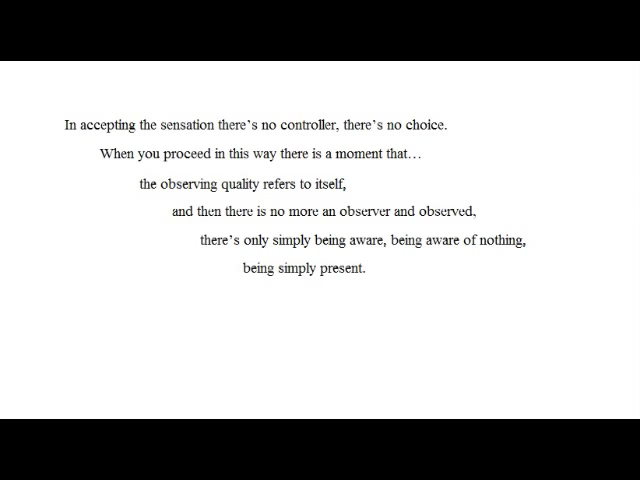 In accepting the sensation there’s no controller, there’s no choice.
When you proceed in this way there is a moment that…
the observing quality refers to itself,
and then there is no more an observer and observed,
there’s only simply being aware, being aware of nothing,
being simply present.